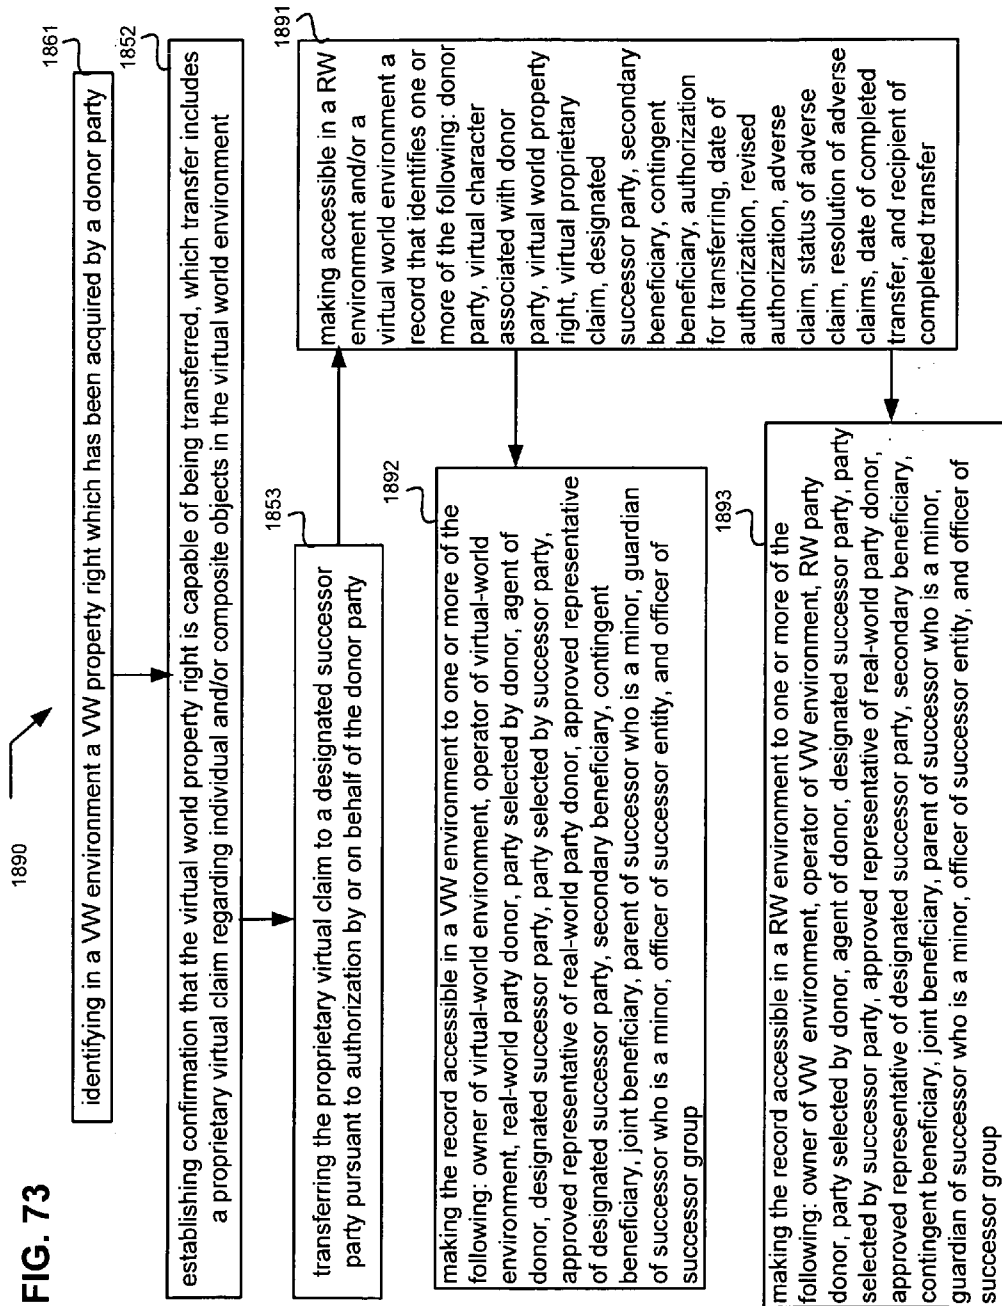 FIG. 73
1890
1861
identifying in a VW environment a VW property right which has been acquired by a donor party
1852
establishing confirmation that the virtual world property right is capable of being transferred, which transfer includes
a proprietary virtual claim regarding individual and/or composite objects in the virtual world environment
1853
transferring the proprietary virtual claim to a designated successor
party pursuant to authorization by or on behalf of the donor party
1891
making accessible in a RW
environment and/or a
virtual world environment a
record that identifies one or
more of the following: donor
party, virtual character
associated with donor
party, virtual world property
right, virtual proprietary
claim, designated
successor party, secondary
beneficiary, contingent
beneficiary, authorization
for transferring, date of
authorization, revised
authorization, adverse
claim, status of adverse
claim, resolution of adverse
claims, date of completed
transfer, and recipient of
completed transfer
1892
making the record accessible in a VW environment to one or more of the
following: owner of virtual-world environment, operator of virtual-world
environment, real-world party donor, party selected by donor, agent of
donor, designated successor party, party selected by successor party,
approved representative of real-world party donor, approved representative
of designated successor party, secondary beneficiary, contingent
beneficiary, joint beneficiary, parent of successor who is a minor, guardian
of successor who is a minor, officer of successor entity, and officer of
successor group
1893
making the record accessible in a RW environment to one or more of the
following: owner of VW environment, operator of VW environment, RW party
donor, party selected by donor, agent of donor, designated successor party, party
selected by successor party, approved representative of real-world party donor,
approved representative of designated successor party, secondary beneficiary,
contingent beneficiary, joint beneficiary, parent of successor who is a minor,
guardian of successor who is a minor, officer of successor entity, and officer of
successor group